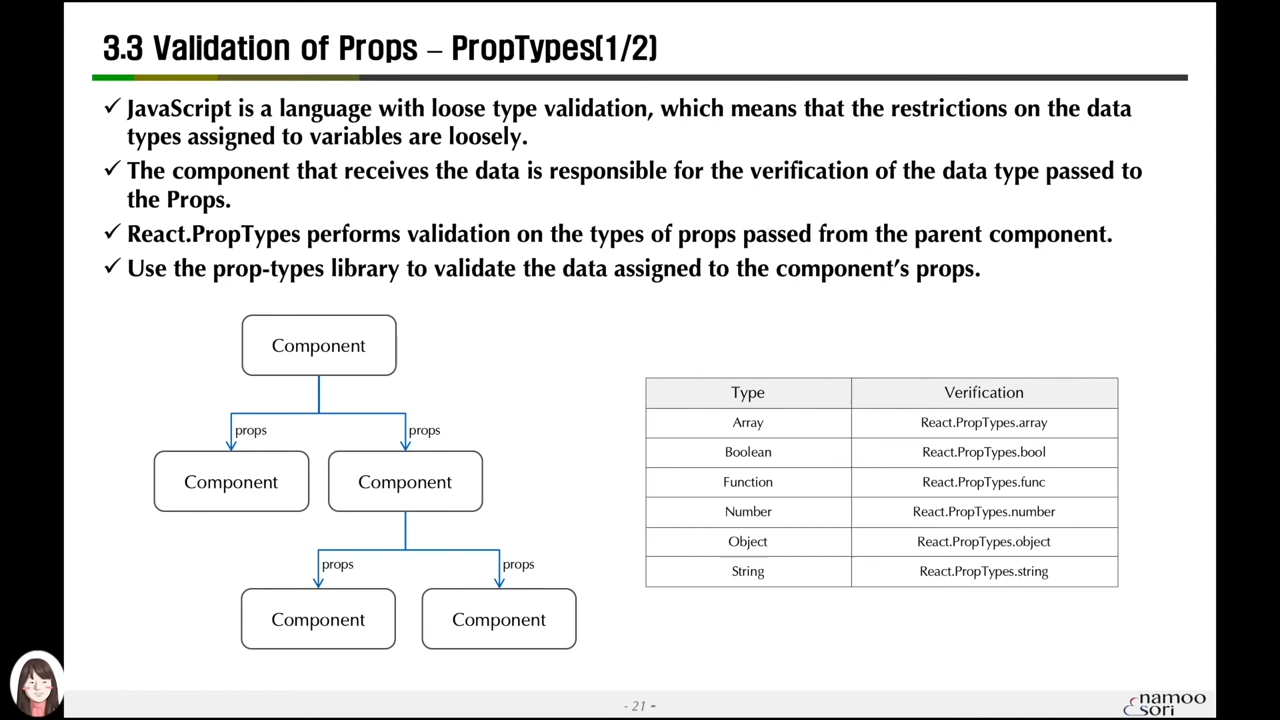 3.3 Validation of Props – PropTypes(1/2)
✓ JavaScript is a language with loose type validation, which means that the restrictions on the data
types assigned to variables are loosely.
✓ The component that receives the data is responsible for the verification of the data type passed to
the Props.
✓ React.PropTypes performs validation on the types of props passed from the parent component.
✓ Use the prop-types library to validate the data assigned to the component’s props.
Component
props props
Component Component
props props
Component Component
Type Verification
Array React.PropTypes.array
Boolean React.PropTypes.bool
Function React.PropTypes.func
Number React.PropTypes.number
Object React.PropTypes.object
String React.PropTypes.string
- 21 -
namoo
sori